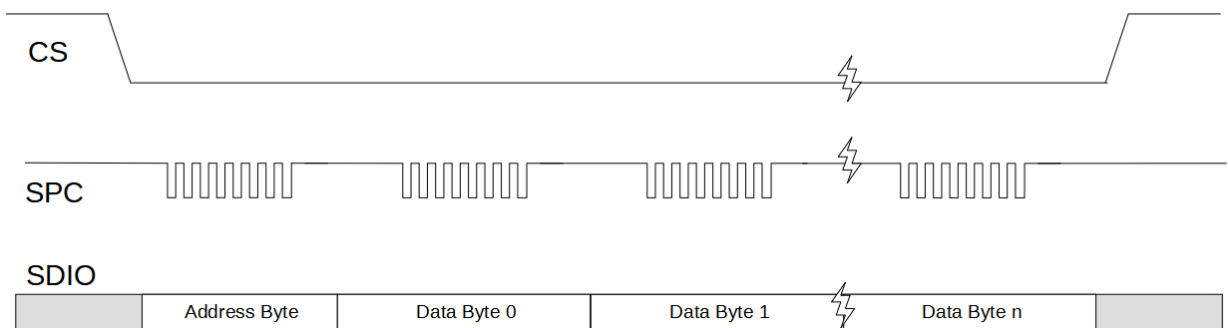 CS
SPC
SDIO
Address Byte Data Byte 0 Data Byte 1 Data Byte n